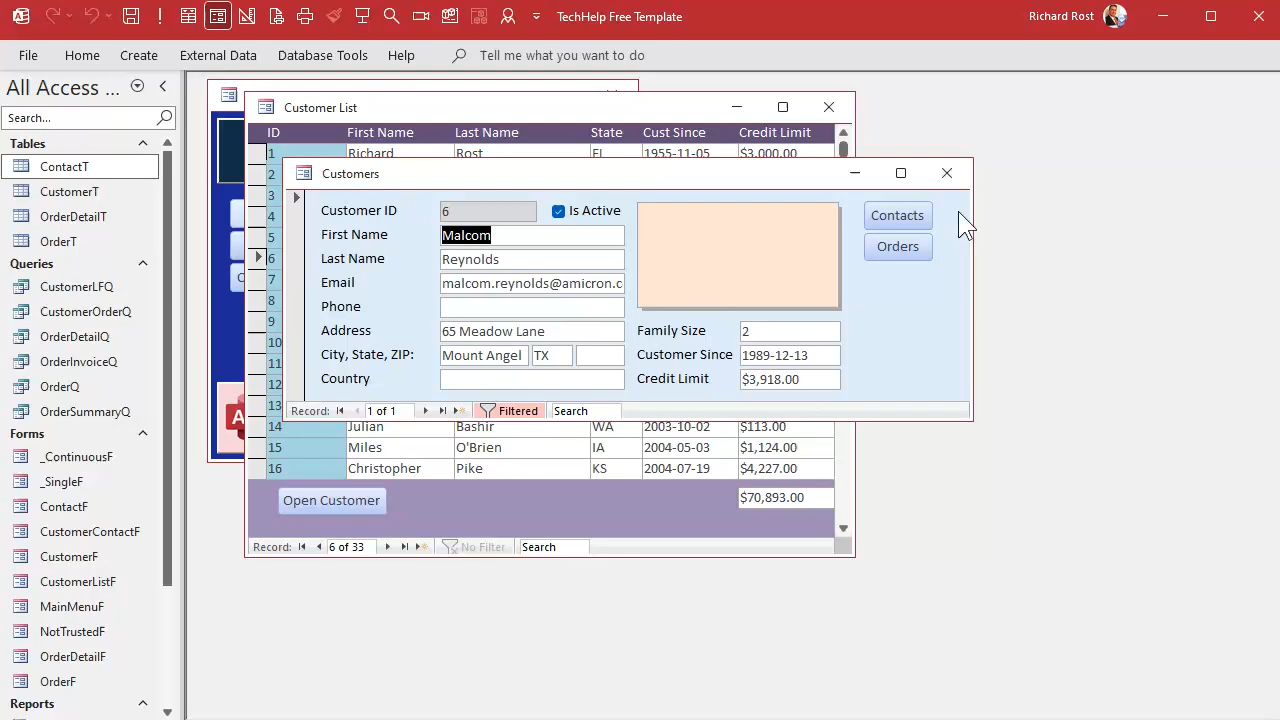 TechHelp Free Template
Richard Rost
File Home Create External Data Database Tools Help Tell me what you want to do
All Access ...
Search...
Tables
ContactT
CustomerT
OrderDetailT
OrderT
Queries
CustomerLFQ
CustomerOrderQ
OrderDetailQ
OrderInvoiceQ
OrderQ
OrderSummaryQ
Forms
_ContinuousF
_SingleF
ContactF
CustomerContactF
CustomerF
CustomerListF
MainMenuF
NotTrustedF
OrderDetailF
OrderF
Reports
Customer List
ID First Name Last Name State Cust Since Credit Limit
1 Richard Rost FL 1955-11-05 $3,000.00
2
3
4
5
6
7
8
9
10
11
12
13
14 Julian Bashir WA 2003-10-02 $113.00
15 Miles O'Brien IA 2004-05-03 $1,124.00
16 Christopher Pike KS 2004-07-19 $4,227.00
Open Customer $70,893.00
Record: 6 of 33 No Filter Search
Customers
Customer ID 6 Is Active
First Name Malcom
Last Name Reynolds
Email malcom.reynolds@amicron.c
Phone
Address 65 Meadow Lane
City, State, ZIP: Mount Angel TX
Country
Family Size 2
Customer Since 1989-12-13
Credit Limit $3,918.00
Contacts
Orders
Record: 1 of 1 Filtered Search